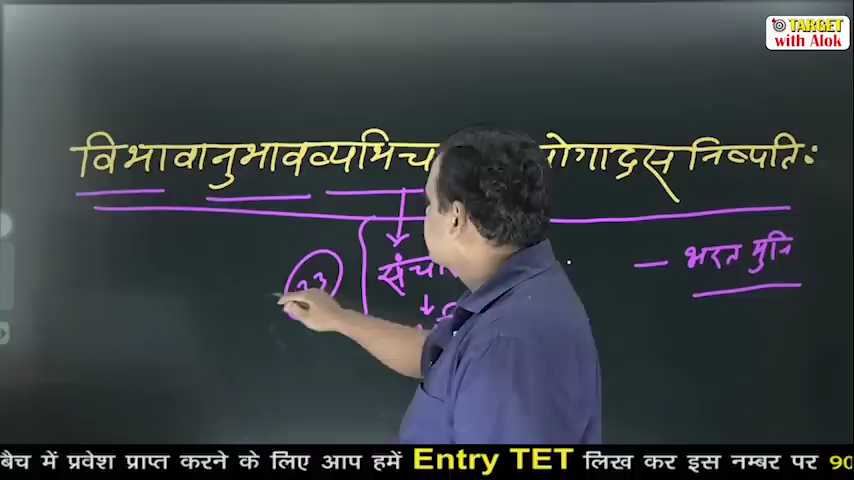 TARGET
with Alok
विभावानुभावव्यभिच योगाद्रस निष्पतिः
33 संचा - भरत मुनि
बैच में प्रवेश प्राप्त करने के लिए आप हमें Entry TET लिख कर इस नम्बर पर 90